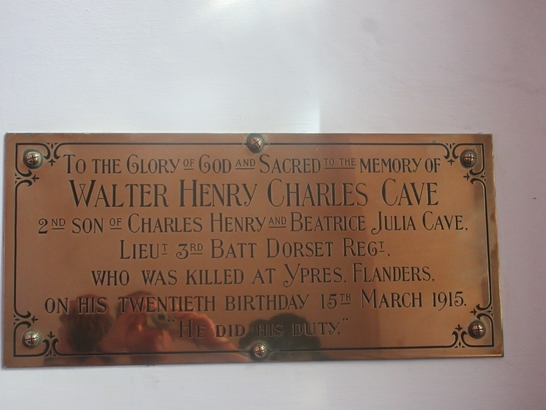 TO THE GLORY OF GOD AND SACRED TO THE MEMORY OF
WALTER HENRY CHARLES CAVE
2ND SON OF CHARLES HENRY AND BEATRICE JULIA CAVE,
LIEUT 3RD BATT DORSET REGT,
WHO WAS KILLED AT YPRES, FLANDERS,
ON HIS TWENTIETH BIRTHDAY 15TH MARCH 1915.
"HE DID HIS DUTY."